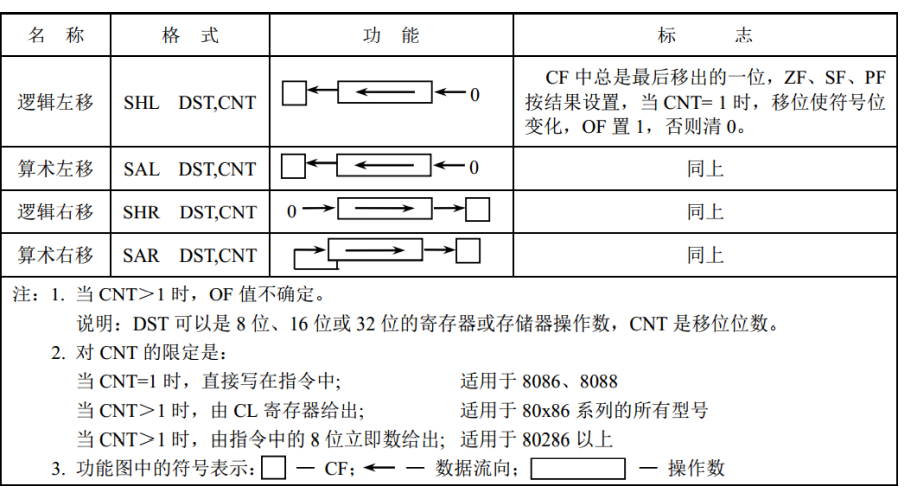 名 称 格 式 功 能 标 志
逻辑左移 SHL DST,CNT 0 CF 中总是最后移出的一位，ZF、SF、PF
按结果设置，当 CNT= 1 时，移位使符号位
变化，OF 置 1，否则清 0。
算术左移 SAL DST,CNT 0 同上
逻辑右移 SHR DST,CNT 0 同上
算术右移 SAR DST,CNT 同上
注：1. 当 CNT＞1 时，OF 值不确定。
说明：DST 可以是 8 位、16 位或 32 位的寄存器或存储器操作数，CNT 是移位位数。
2. 对 CNT 的限定是：
当 CNT=1 时，直接写在指令中; 适用于 8086、8088
当 CNT＞1 时，由 CL 寄存器给出; 适用于 80x86 系列的所有型号
当 CNT＞1 时，由指令中的 8 位立即数给出; 适用于 80286 以上
3. 功能图中的符号表示: — CF; — 数据流向; — 操作数